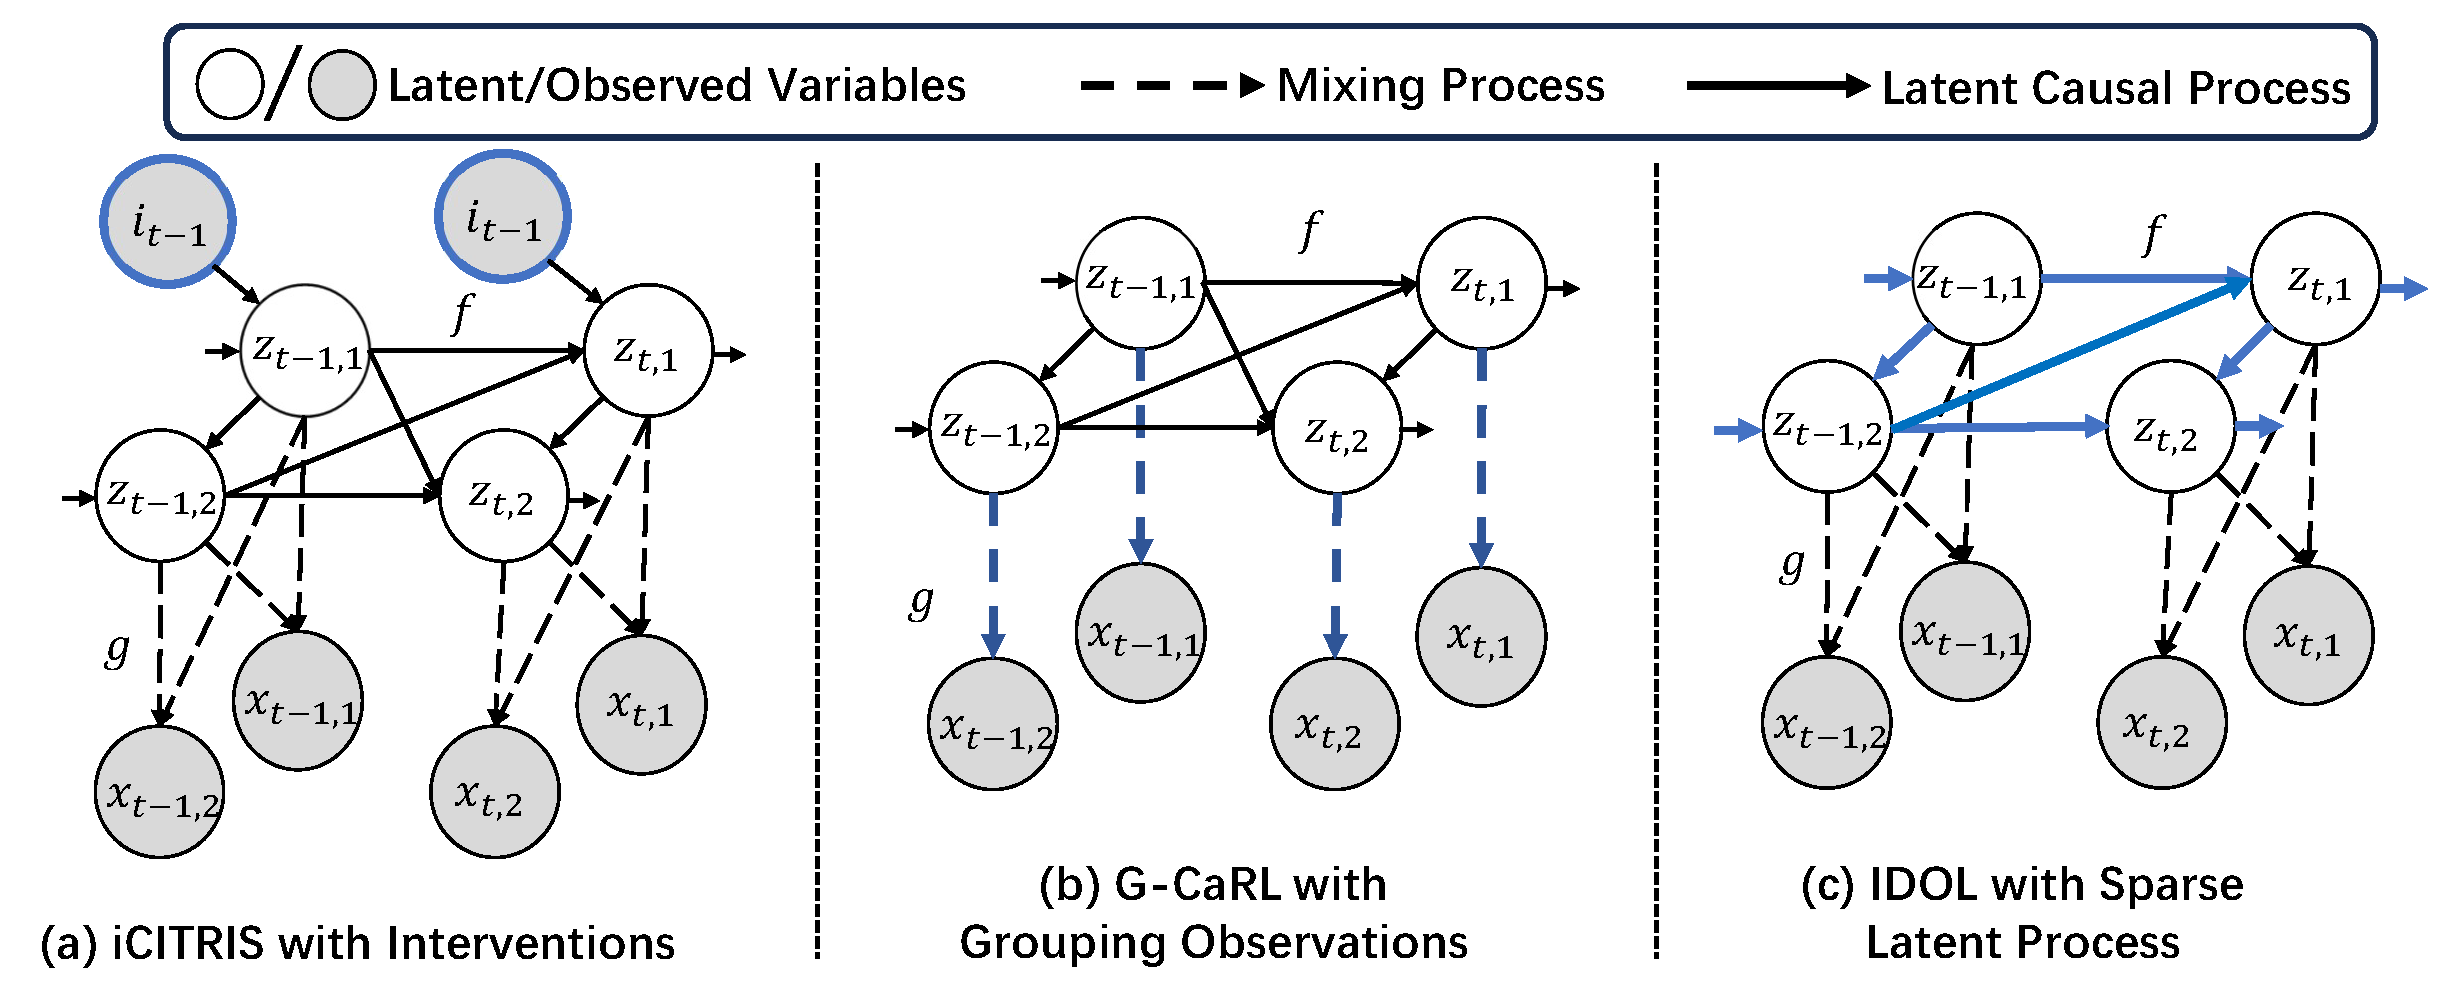 Latent/Observed Variables
Mixing Process
Latent Causal Process
i_{t−1}
i_{t−1}
f
z_{t−1,1}
z_{t,1}
z_{t−1,2}
z_{t,2}
g
x_{t−1,1}
x_{t,1}
x_{t−1,2}
x_{t,2}
(a) iCITRIS with Interventions
f
z_{t−1,1}
z_{t,1}
z_{t−1,2}
z_{t,2}
g
x_{t−1,1}
x_{t,1}
x_{t−1,2}
x_{t,2}
(b) G-CaRL with
Grouping Observations
f
z_{t−1,1}
z_{t,1}
z_{t−1,2}
z_{t,2}
g
x_{t−1,1}
x_{t,1}
x_{t−1,2}
x_{t,2}
(c) IDOL with Sparse
Latent Process